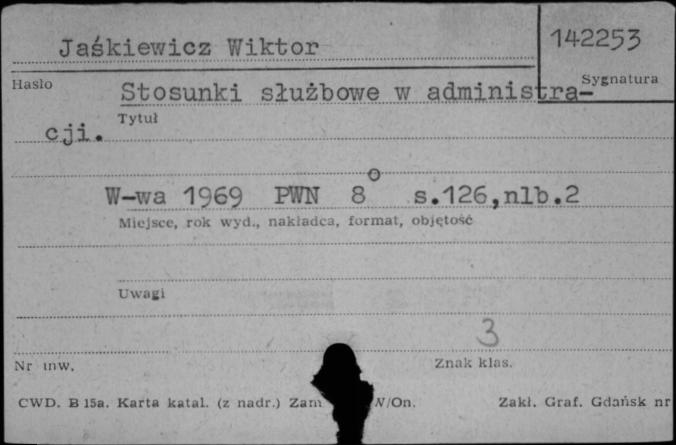 Jaśkiewicz Wiktor
142253
Hasło
Sygnatura
Stosunki służbowe w administra-
Tytuł
cji.
W-wa 1969 PWN 8° s.126,nlb.2
Miejsce, rok wyd., nakładca, format, objętość
Uwagi
3
Nr inw.
Znak klas.
CWD. B 15a. Karta katal. (z nadr.) Zam /On.
Zakł. Graf. Gdańsk nr